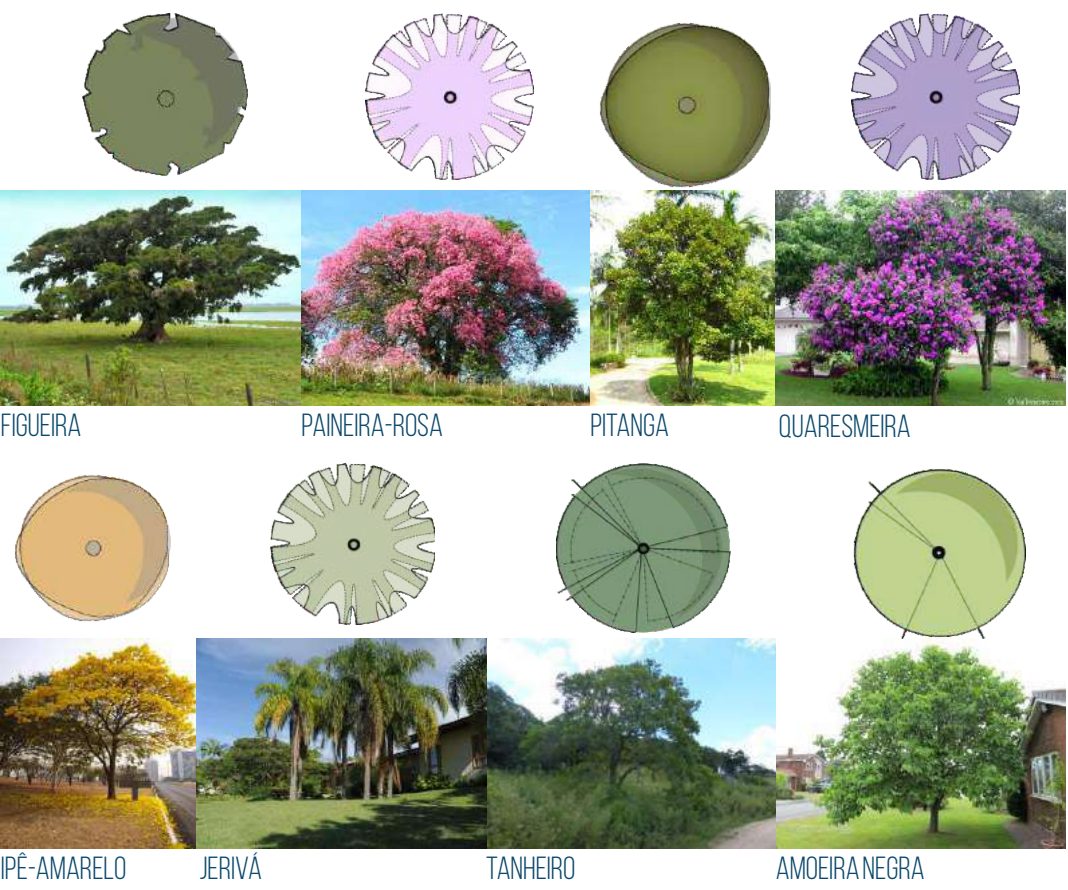 FIGUEIRA
PAINEIRA-ROSA
PITANGA
QUARESMEIRA
IPÊ-AMARELO
JERIVÁ
TANHEIRO
AMOEIRA NEGRA